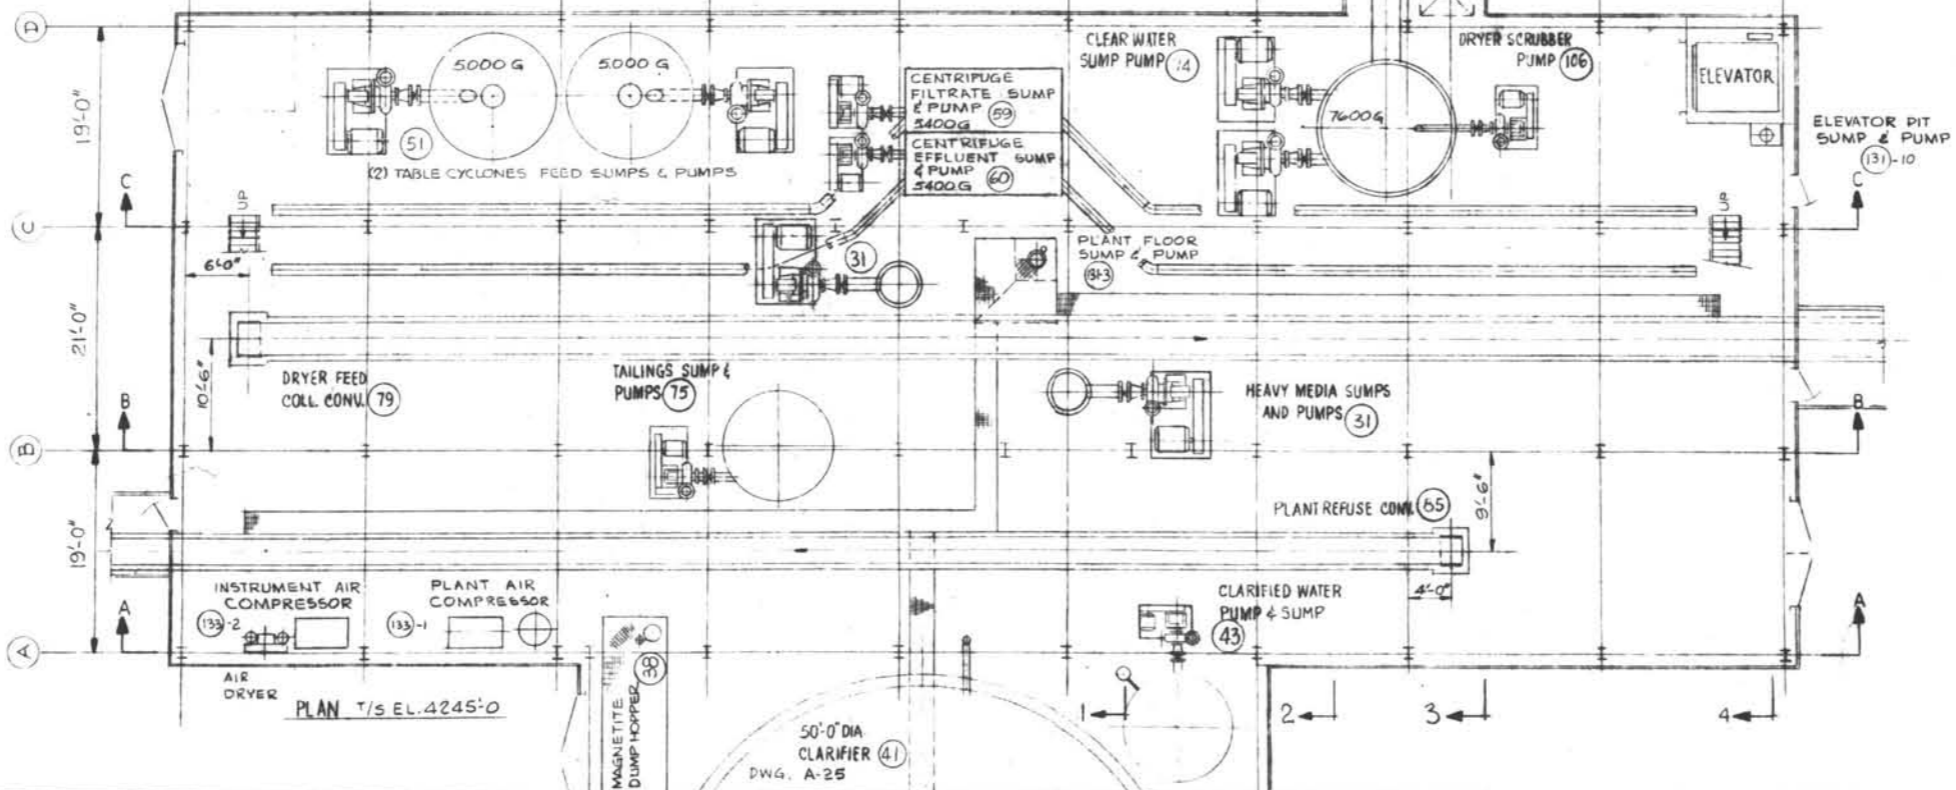 D
19'-0"
C
21'-0"
B
19'-0"
A
5000 G
5000 G
51
(2) TABLE CYCLONES FEED SUMPS & PUMPS
CENTRIFUGE
FILTRATE SUMP
& PUMP 59
5400G
CENTRIFUGE
EFFLUENT SUMP
& PUMP 60
5400G
CLEAR WATER
SUMP PUMP 14
7600G
DRYER SCRUBBER
PUMP 106
ELEVATOR
ELEVATOR PIT
SUMP & PUMP
131-10
C
C
UP
UP
6'-0"
31
PLANT FLOOR
SUMP & PUMP
131-3
10'-6"
DRYER FEED
COLL. CONV. 79
TAILINGS SUMP &
PUMPS 75
HEAVY MEDIA SUMPS
AND PUMPS 31
B
B
PLANT REFUSE CONV.
9'-6"
4'-0"
INSTRUMENT AIR
COMPRESSOR
133-2
PLANT AIR
COMPRESSOR
133-1
AIR
DRYER
A
A
PLAN T/S EL. 4245'-0
MAGNETITE
DUMP HOPPER
38
CLARIFIED WATER
PUMP & SUMP
43
50'-0" DIA.
CLARIFIER 41
DWG. A-25
1
2
3
4